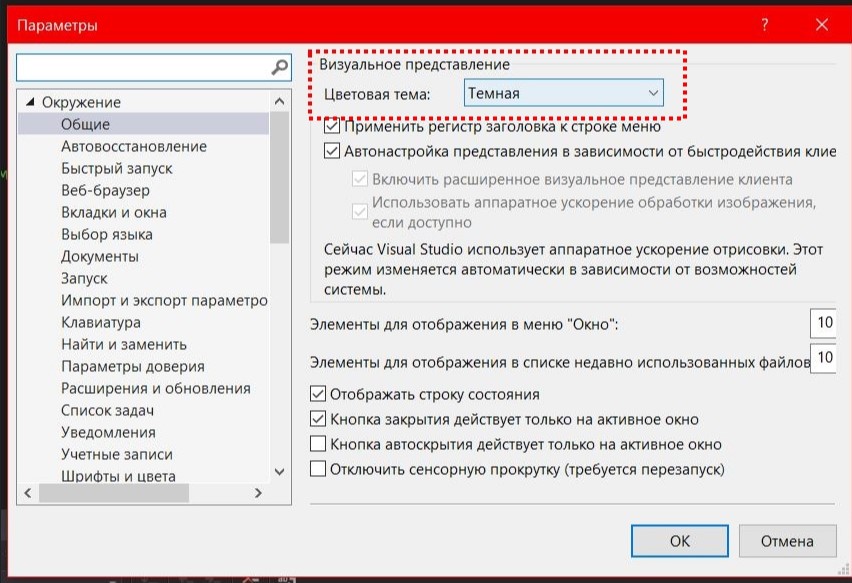 Параметры
?
Визуальное представление
Цветовая тема: Темная
Применить регистр заголовка к строке меню
Автонастройка представления в зависимости от быстродействия клие
Включить расширенное визуальное представление клиента
Использовать аппаратное ускорение обработки изображения,
если доступно
Сейчас Visual Studio использует аппаратное ускорение отрисовки. Этот
режим изменяется автоматически в зависимости от возможностей
системы.
Элементы для отображения в меню "Окно": 10
Элементы для отображения в списке недавно использованных файлов 10
Отображать строку состояния
Кнопка закрытия действует только на активное окно
Кнопка автоскрытия действует только на активное окно
Отключить сенсорную прокрутку (требуется перезапуск)
Окружение
Общие
Автовосстановление
Быстрый запуск
Веб-браузер
Вкладки и окна
Выбор языка
Документы
Запуск
Импорт и экспорт параметро
Клавиатура
Найти и заменить
Параметры доверия
Расширения и обновления
Список задач
Уведомления
Учетные записи
Шрифты и цвета
ОК
Отмена